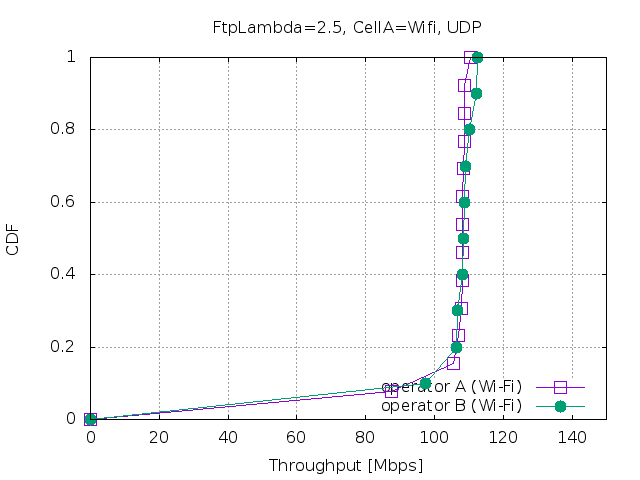 FtpLambda=2.5, CellA=Wifi, UDP
1
0.8
0.6
0.4
0.2
0
CDF
operator A (Wi-Fi)
operator B (Wi-Fi)
0 20 40 60 80 100 120 140
Throughput [Mbps]